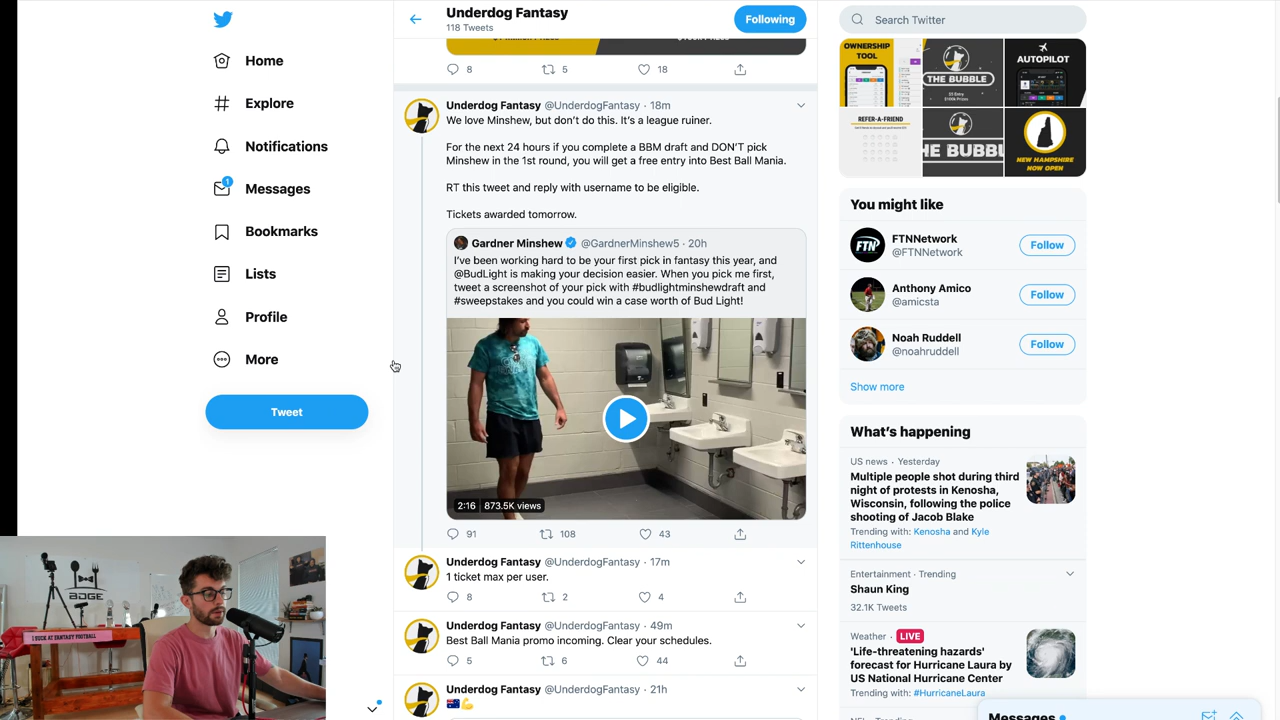 Home
Explore
Notifications
1
Messages
Bookmarks
Lists
Profile
More
Tweet
Underdog Fantasy
118 Tweets
Following
8
5
18
Underdog Fantasy @UnderdogFantasy · 18m
We love Minshew, but don't do this. It's a league ruiner.
For the next 24 hours if you complete a BBM draft and DON'T pick
Minshew in the 1st round, you will get a free entry into Best Ball Mania.
RT this tweet and reply with username to be eligible.
Tickets awarded tomorrow.
Gardner Minshew @GardnerMinshew5 · 20h
I've been working hard to be your first pick in fantasy this year, and
@BudLight is making your decision easier. When you pick me first,
tweet a screenshot of your pick with #budlightminshewdraft and
#sweepstakes and you could win a case worth of Bud Light!
2:16 873.5K views
91
108
43
Underdog Fantasy @UnderdogFantasy · 17m
1 ticket max per user.
8
2
4
Underdog Fantasy @UnderdogFantasy · 49m
Best Ball Mania promo incoming. Clear your schedules.
5
6
44
Underdog Fantasy @UnderdogFantasy · 21h
Search Twitter
OWNERSHIP
TOOL
THE BUBBLE
AUTOPILOT
REFER-A-FRIEND
HE BUBBL
NEW HAMPSHIRE
NOW OPEN
You might like
FTN
FTNNetwork
@FTNNetwork
Follow
Anthony Amico
@amicsta
Follow
Noah Ruddell
@noahruddell
Follow
Show more
What's happening
US news · Yesterday
Multiple people shot during third
night of protests in Kenosha,
Wisconsin, following the police
shooting of Jacob Blake
Trending with: Kenosha and Kyle
Rittenhouse
Entertainment · Trending
Shaun King
32.1K Tweets
Weather · LIVE
'Life-threatening hazards'
forecast for Hurricane Laura by
US National Hurricane Center
Trending with: #HurricaneLaura
Messages
BDGE
I SUCK AT FANTASY FOOTBALL